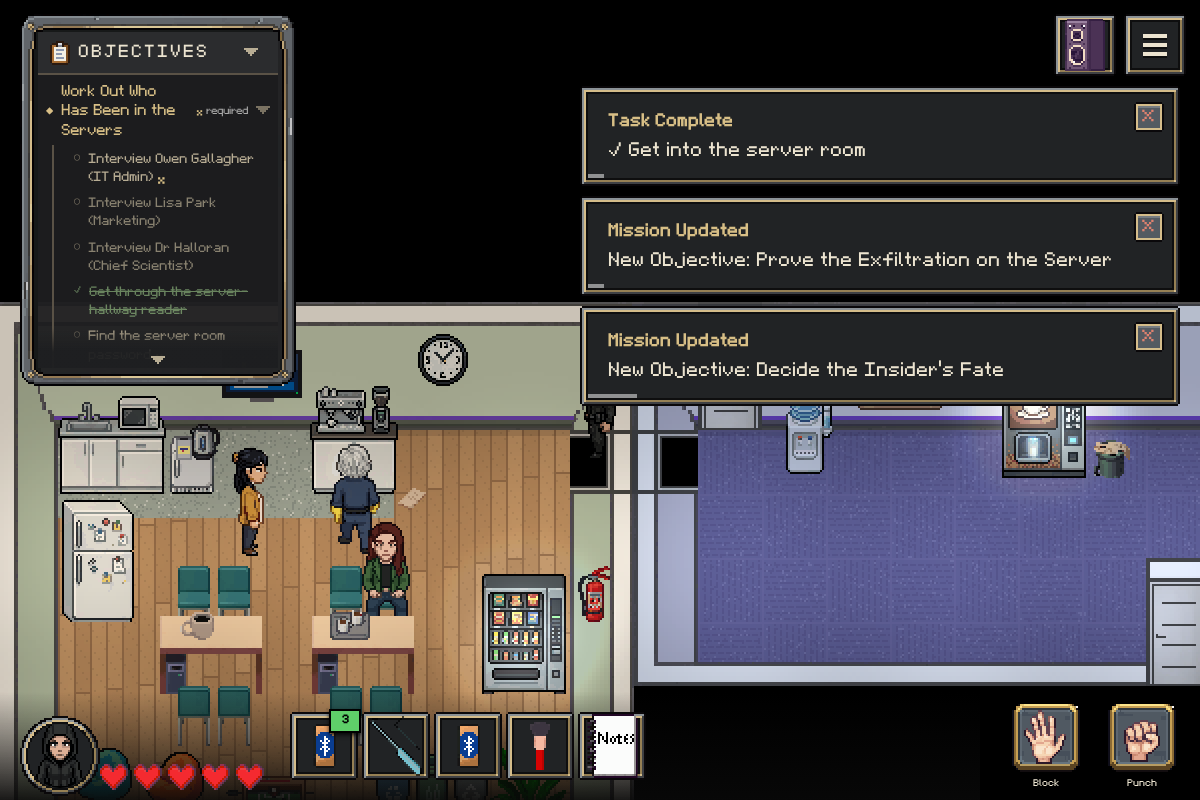 OBJECTIVES
Work Out Who
Has Been in the
Servers
x required
Interview Owen Gallagher
(IT Admin) x
Interview Lisa Park
(Marketing)
Interview Dr Halloran
(Chief Scientist)
✓ Get through the server
hallway reader
Find the server room
password
Task Complete
✓ Get into the server room
Mission Updated
New Objective: Prove the Exfiltration on the Server
Mission Updated
New Objective: Decide the Insider's Fate
3
Notes
Block
Punch